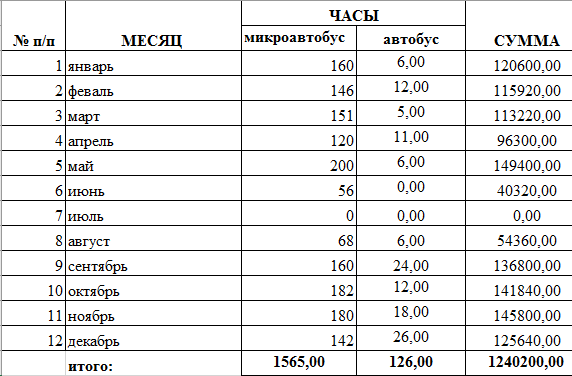 ЧАСЫ
№ п/п МЕСЯЦ микроавтобус автобус СУММА
1 январь 160 6,00 120600,00
2 феваль 146 12,00 115920,00
3 март 151 5,00 113220,00
4 апрель 120 11,00 96300,00
5 май 200 6,00 149400,00
6 июнь 56 0,00 40320,00
7 июль 0 0,00 0,00
8 август 68 6,00 54360,00
9 сентябрь 160 24,00 136800,00
10 октябрь 182 12,00 141840,00
11 ноябрь 180 18,00 145800,00
12 декабрь 142 26,00 125640,00
итого: 1565,00 126,00 1240200,00